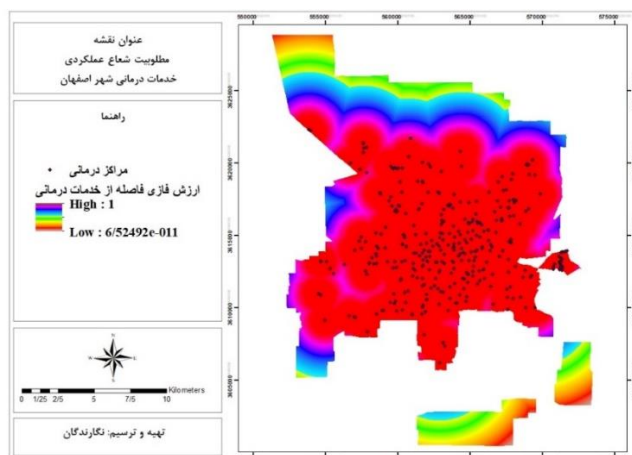 عنوان نقشه
مطلوبیت شعاع عملکردی
خدمات درمانی شهر اصفهان
راهنما
مراکز درمانی
ارزش فازی فاصله از خدمات درمانی
High : 1
Low : 6/52492e-011
N
W E
S
Kilometers
0 1/25 2/5 5 7/5 10
تهیه و ترسیم: نگارندگان
550000 555000 560000 565000 570000 575000
3625000
3620000
3615000
3610000
3605000